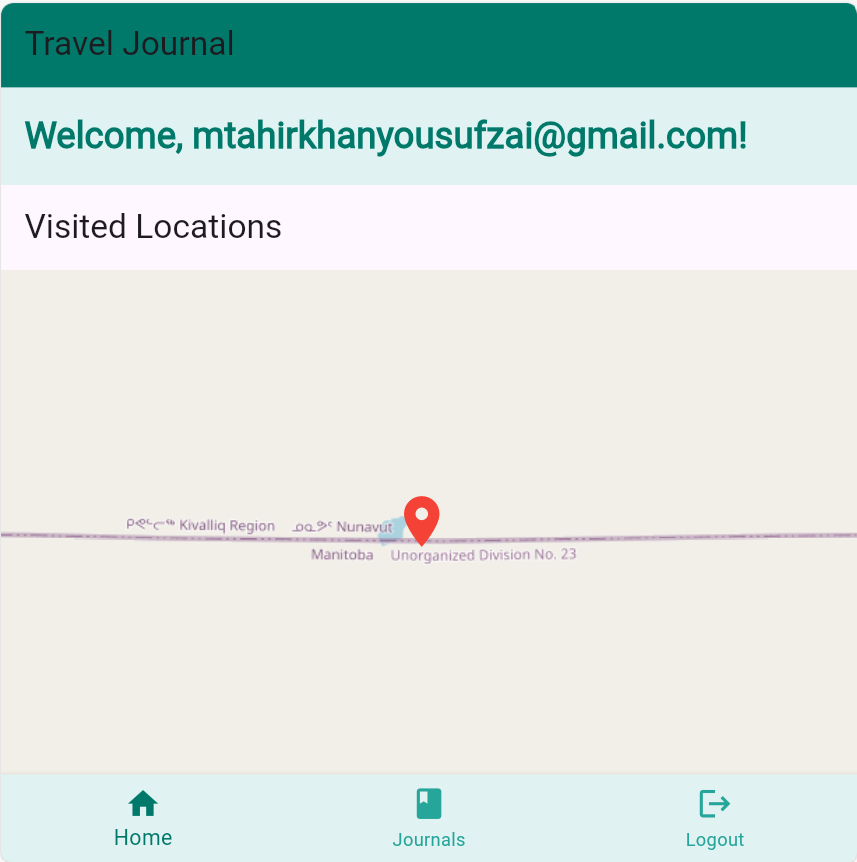 Travel Journal
Welcome, mtahirkhanyousufzai@gmail.com!
Visited Locations
ᑭᕙᓪᓕᖅ Kivalliq Region ᓄᓇᕗᑦ Nunavut
Manitoba Unorganized Division No. 23
Home Journals Logout